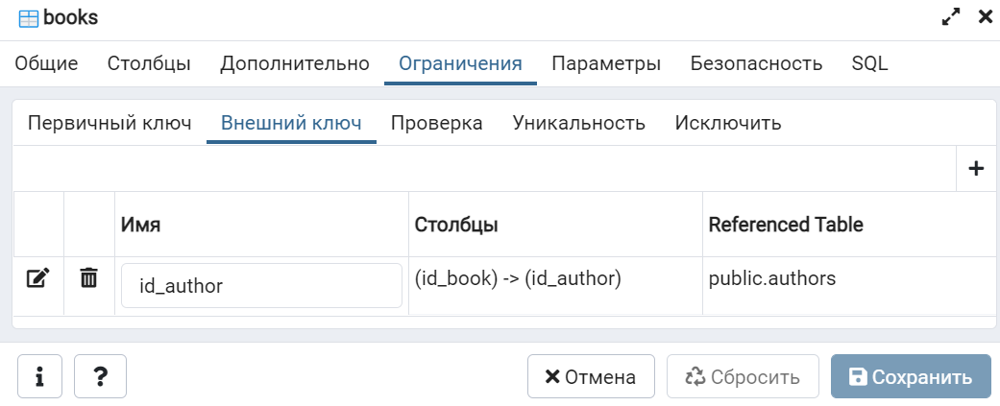 books
Общие Столбцы Дополнительно Ограничения Параметры Безопасность SQL
Первичный ключ Внешний ключ Проверка Уникальность Исключить
Имя Столбцы Referenced Table
id_author (id_book) -> (id_author) public.authors
Отмена Сбросить Сохранить